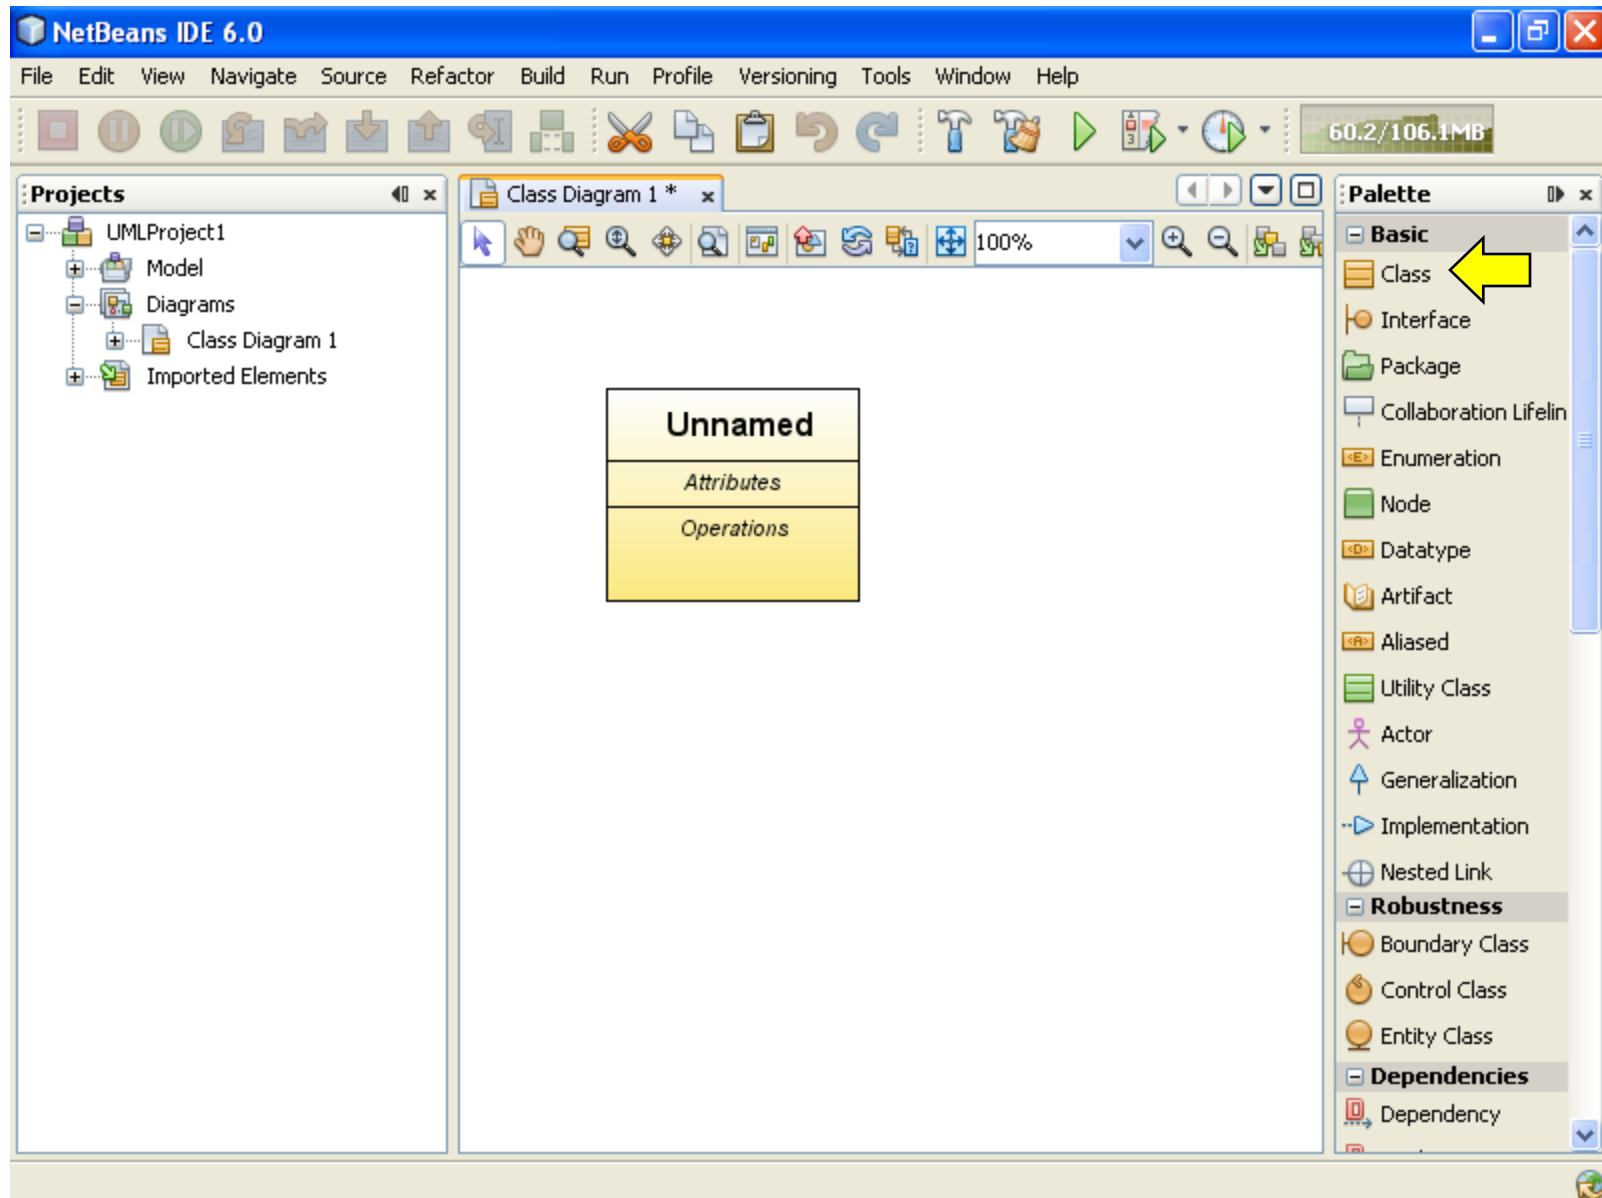 NetBeans IDE 6.0
File Edit View Navigate Source Refactor Build Run Profile Versioning Tools Window Help
60.2/106.1MB
Projects
UMLProject1
Model
Diagrams
Class Diagram 1
Imported Elements
Class Diagram 1 *
100%
Unnamed
Attributes
Operations
Palette
Basic
Class
Interface
Package
Collaboration Lifelin
Enumeration
Node
Datatype
Artifact
Aliased
Utility Class
Actor
Generalization
Implementation
Nested Link
Robustness
Boundary Class
Control Class
Entity Class
Dependencies
Dependency